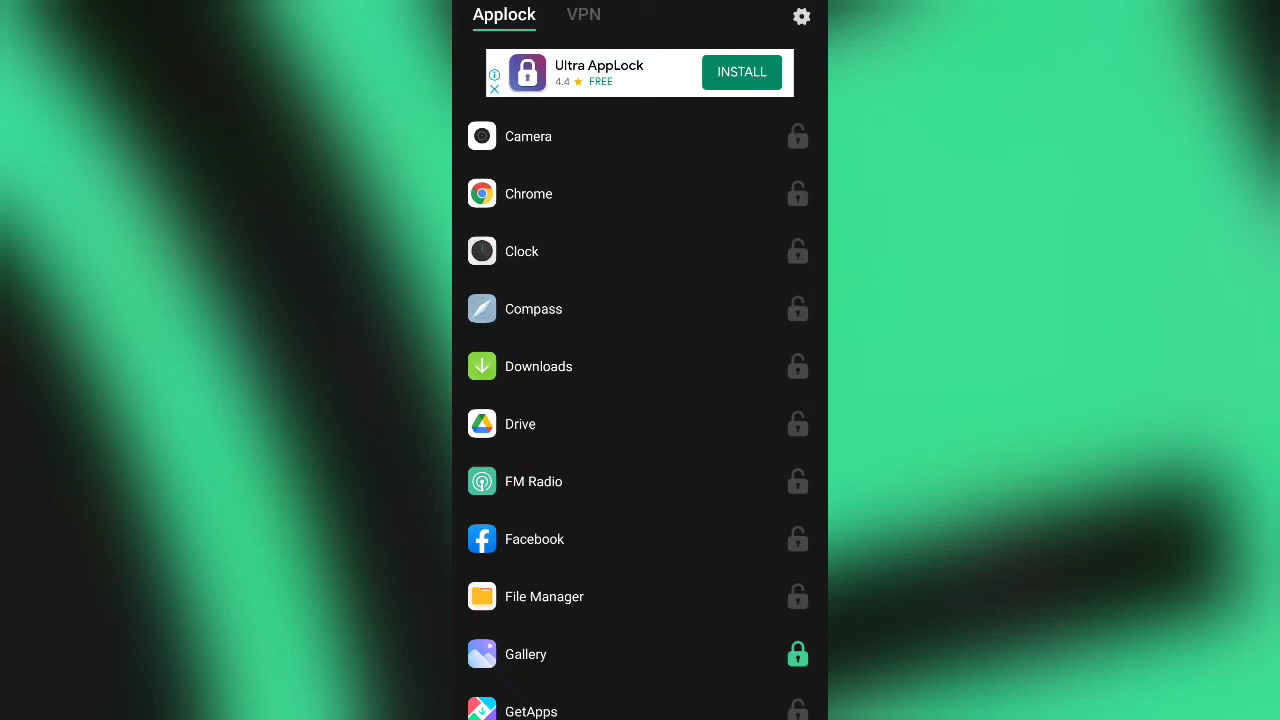 Applock VPN
Ultra AppLock
4.4 ★ FREE
INSTALL
Camera
Chrome
Clock
Compass
Downloads
Drive
FM Radio
Facebook
File Manager
Gallery
GetApps